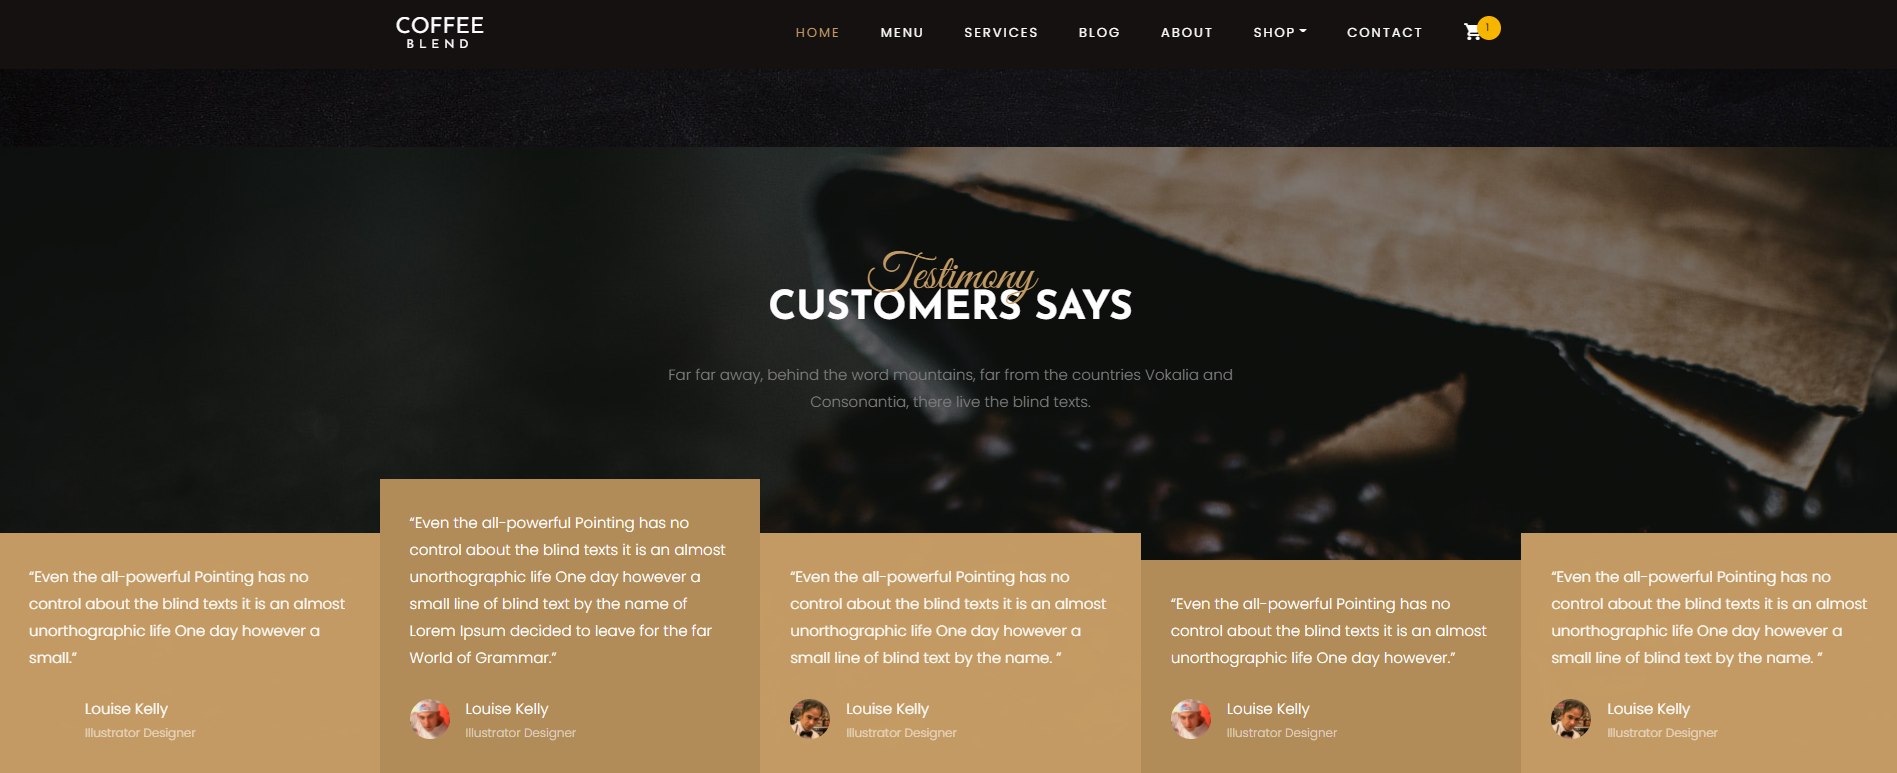 COFFEE
BLEND
HOME MENU SERVICES BLOG ABOUT SHOP CONTACT 1
Testimony
CUSTOMERS SAYS
Far far away, behind the word mountains, far from the countries Vokalia and
Consonantia, there live the blind texts.
“Even the all-powerful Pointing has no
control about the blind texts it is an almost
unorthographic life One day however a
small.”
Louise Kelly
Illustrator Designer
“Even the all-powerful Pointing has no
control about the blind texts it is an almost
unorthographic life One day however a
small line of blind text by the name of
Lorem Ipsum decided to leave for the far
World of Grammar.”
Louise Kelly
Illustrator Designer
“Even the all-powerful Pointing has no
control about the blind texts it is an almost
unorthographic life One day however a
small line of blind text by the name. ”
Louise Kelly
Illustrator Designer
“Even the all-powerful Pointing has no
control about the blind texts it is an almost
unorthographic life One day however.”
Louise Kelly
Illustrator Designer
“Even the all-powerful Pointing has no
control about the blind texts it is an almost
unorthographic life One day however a
small line of blind text by the name. ”
Louise Kelly
Illustrator Designer